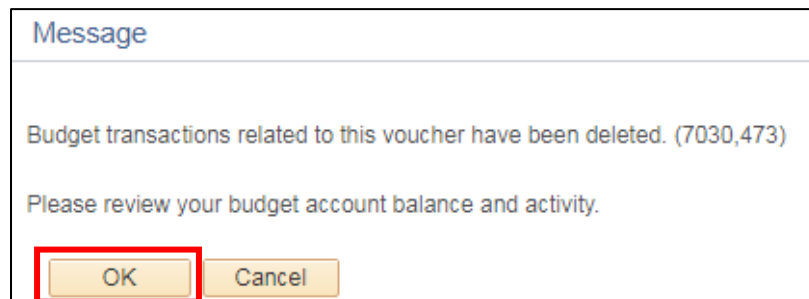 Message
Budget transactions related to this voucher have been deleted. (7030,473)
Please review your budget account balance and activity.
OK Cancel